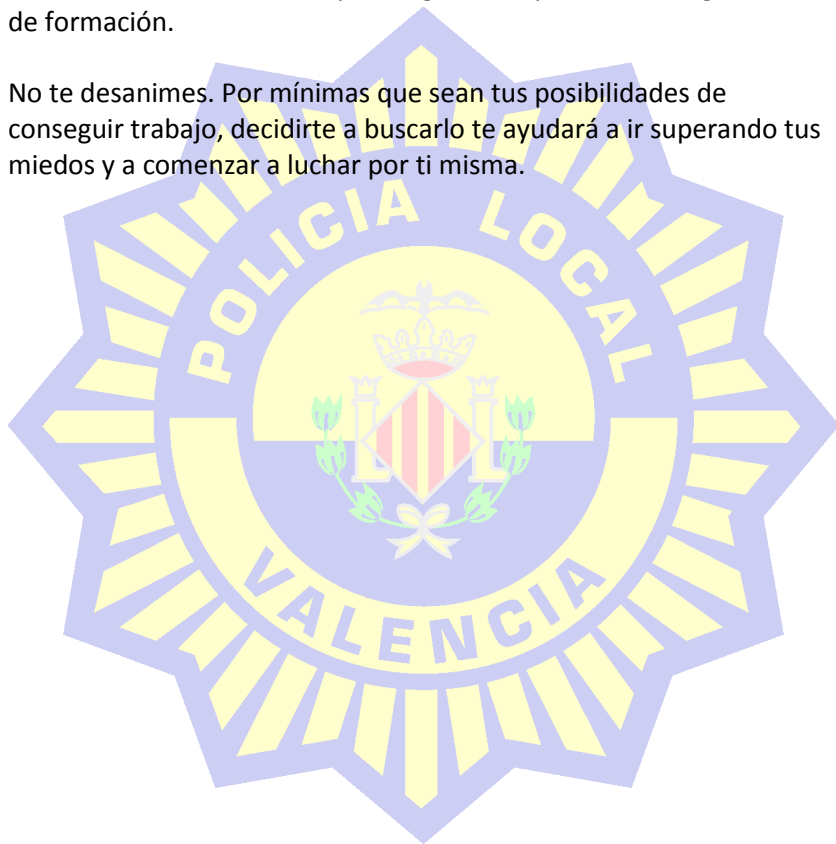 de formación.
No te desanimes. Por mínimas que sean tus posibilidades de
conseguir trabajo, decidirte a buscarlo te ayudará a ir superando tus
miedos y a comenzar a luchar por ti misma.
POLICIA LOCAL
VALENCIA